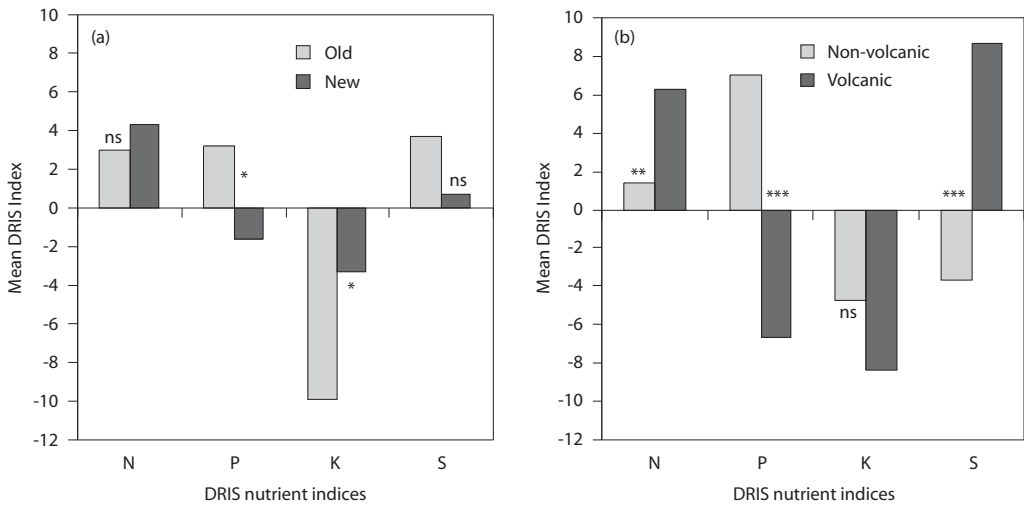 (a)
Old
New
Mean DRIS Index
10
8
6
4
2
0
-2
-4
-6
-8
-10
-12
ns
*
*
ns
N P K S
DRIS nutrient indices
(b)
Non-volcanic
Volcanic
Mean DRIS Index
10
8
6
4
2
0
-2
-4
-6
-8
-10
-12
**
***
ns
***
N P K S
DRIS nutrient indices